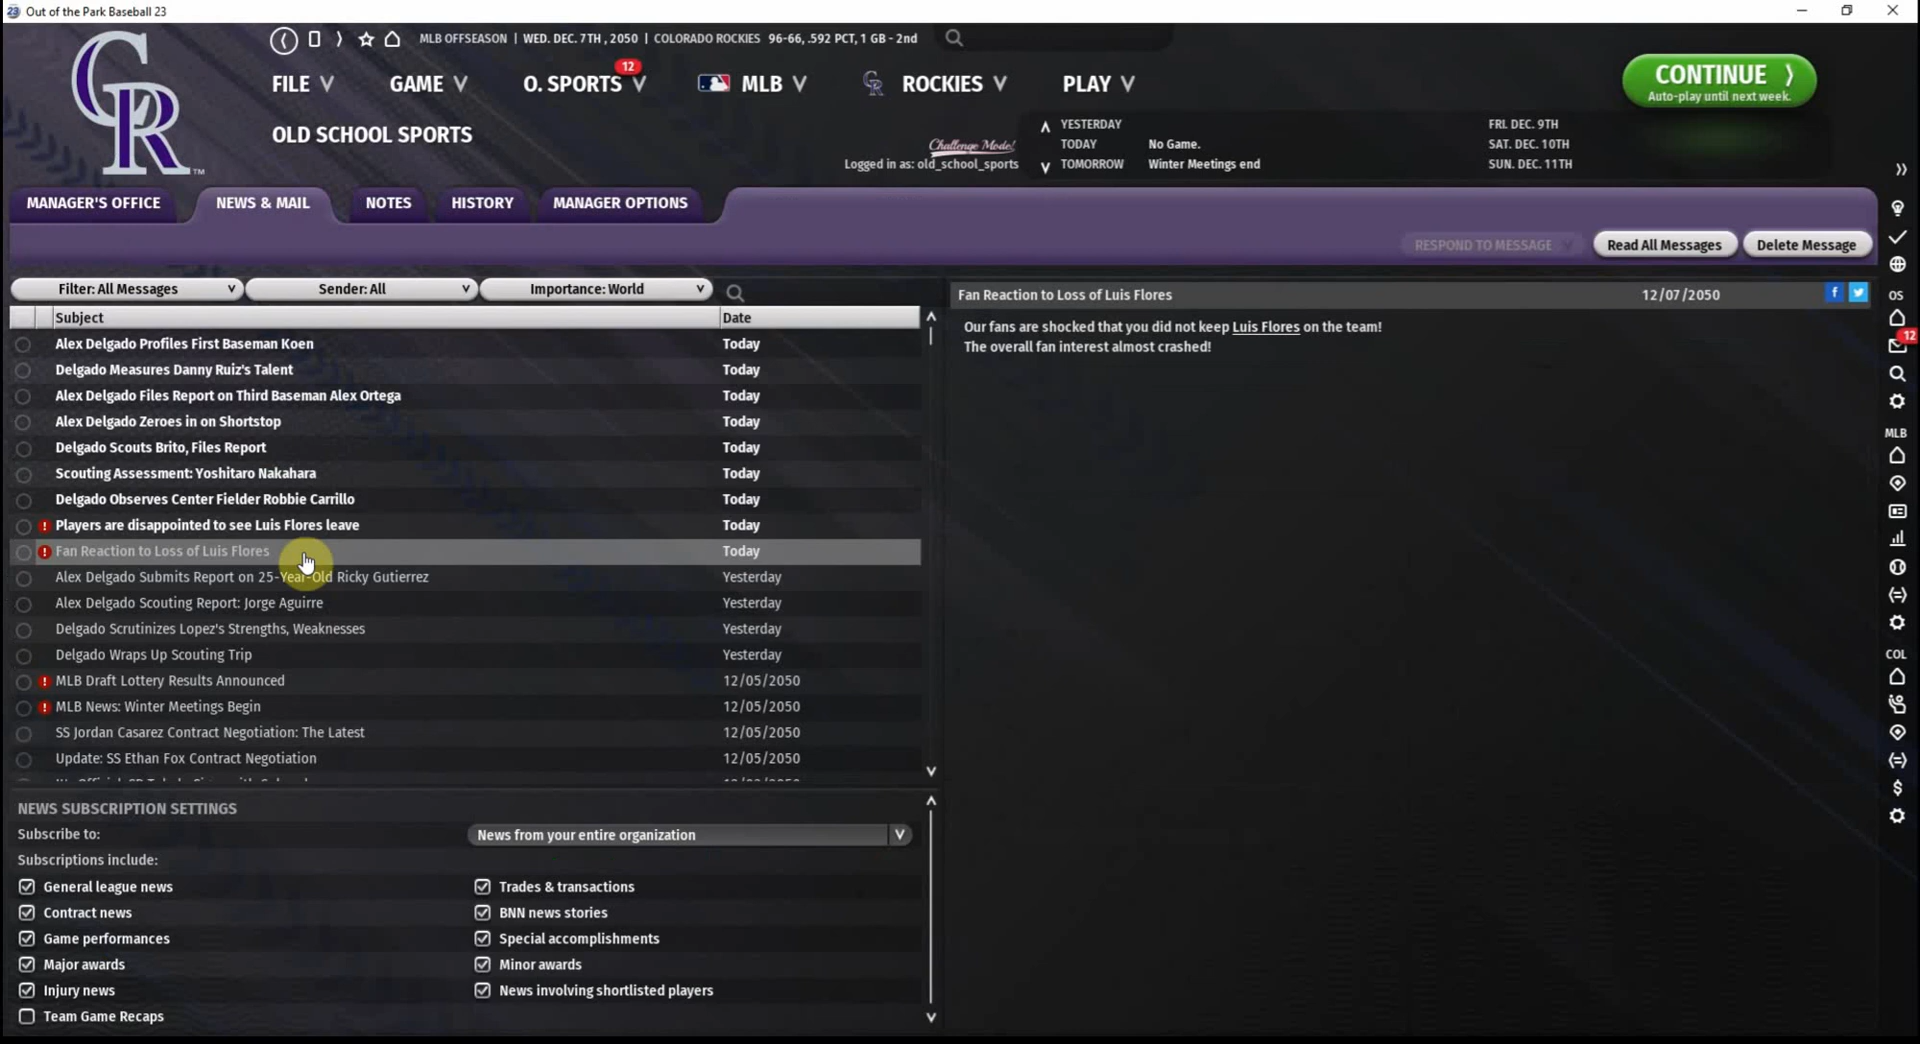 Out of the Park Baseball 23
MLB OFFSEASON | WED. DEC. 7TH , 2050 | COLORADO ROCKIES 96-66, .592 PCT, 1 GB - 2nd
FILE
GAME
O. SPORTS
12
MLB
ROCKIES
PLAY
CONTINUE
Auto-play until next week.
OLD SCHOOL SPORTS
Challenge Mode!
Logged in as: old_school_sports
YESTERDAY
TODAY No Game.
TOMORROW Winter Meetings end
FRI. DEC. 9TH
SAT. DEC. 10TH
SUN. DEC. 11TH
MANAGER'S OFFICE
NEWS & MAIL
NOTES
HISTORY
MANAGER OPTIONS
RESPOND TO MESSAGE
Read All Messages
Delete Message
Filter: All Messages
Sender: All
Importance: World
Subject Date
Alex Delgado Profiles First Baseman Koen Today
Delgado Measures Danny Ruiz's Talent Today
Alex Delgado Files Report on Third Baseman Alex Ortega Today
Alex Delgado Zeroes in on Shortstop Today
Delgado Scouts Brito, Files Report Today
Scouting Assessment: Yoshitaro Nakahara Today
Delgado Observes Center Fielder Robbie Carrillo Today
Players are disappointed to see Luis Flores leave Today
Fan Reaction to Loss of Luis Flores Today
Alex Delgado Submits Report on 25-Year-Old Ricky Gutierrez Yesterday
Alex Delgado Scouting Report: Jorge Aguirre Yesterday
Delgado Scrutinizes Lopez's Strengths, Weaknesses Yesterday
Delgado Wraps Up Scouting Trip Yesterday
MLB Draft Lottery Results Announced 12/05/2050
MLB News: Winter Meetings Begin 12/05/2050
SS Jordan Casarez Contract Negotiation: The Latest 12/05/2050
Update: SS Ethan Fox Contract Negotiation 12/05/2050
Fan Reaction to Loss of Luis Flores 12/07/2050
Our fans are shocked that you did not keep Luis Flores on the team!
The overall fan interest almost crashed!
NEWS SUBSCRIPTION SETTINGS
Subscribe to: News from your entire organization
Subscriptions include:
General league news Trades & transactions
Contract news BNN news stories
Game performances Special accomplishments
Major awards Minor awards
Injury news News involving shortlisted players
Team Game Recaps
OS
12
MLB
COL